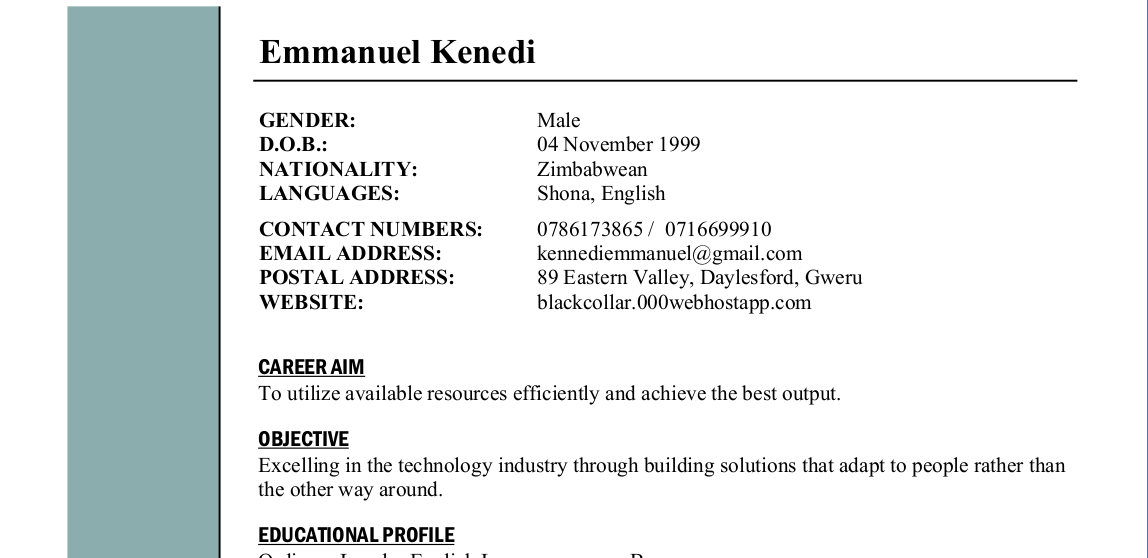 Emmanuel Kenedi
GENDER: Male
D.O.B.: 04 November 1999
NATIONALITY: Zimbabwean
LANGUAGES: Shona, English
CONTACT NUMBERS: 0786173865 / 0716699910
EMAIL ADDRESS: kennediemmanuel@gmail.com
POSTAL ADDRESS: 89 Eastern Valley, Daylesford, Gweru
WEBSITE: blackcollar.000webhostapp.com
CAREER AIM
To utilize available resources efficiently and achieve the best output.
OBJECTIVE
Excelling in the technology industry through building solutions that adapt to people rather than
the other way around.
EDUCATIONAL PROFILE